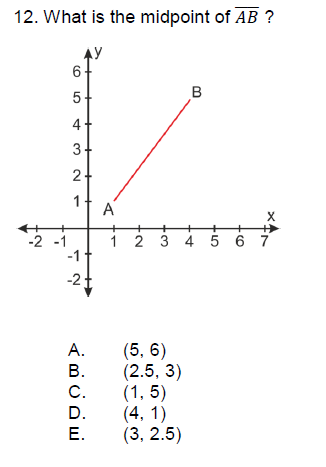 12. What is the midpoint of AB ?
y
6
5
B
4
3
2
1
A
x
-2 -1 1 2 3 4 5 6 7
-1
-2
A. (5, 6)
B. (2.5, 3)
C. (1, 5)
D. (4, 1)
E. (3, 2.5)